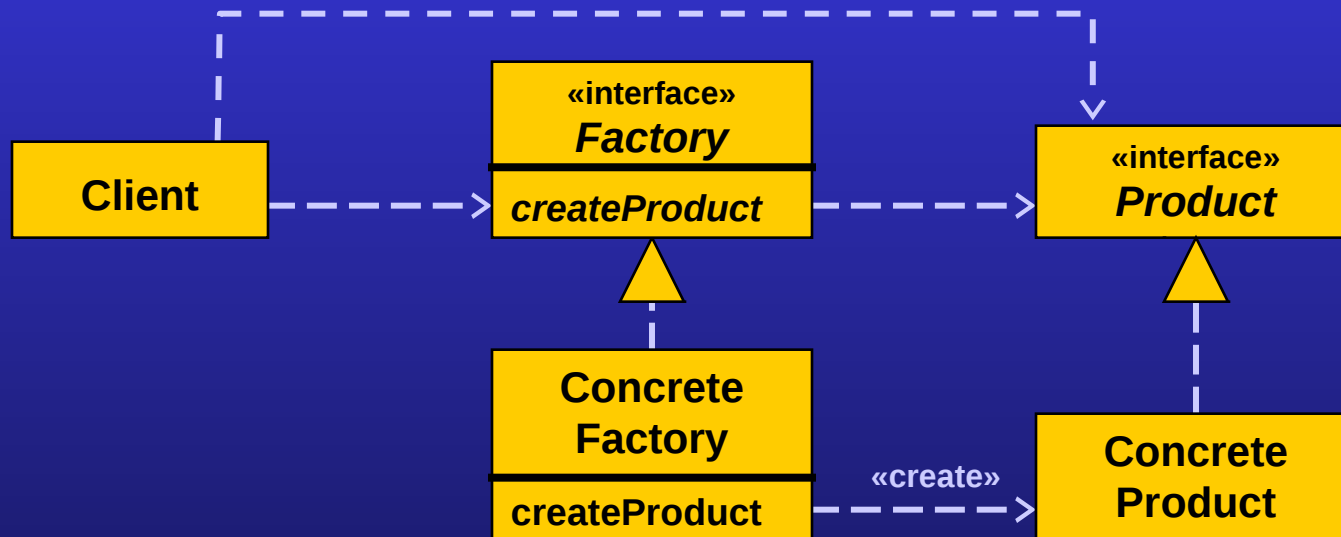 «interface»
Factory
createProduct
Client
«interface»
Product
Concrete
Factory
createProduct
«create»
Concrete
Product